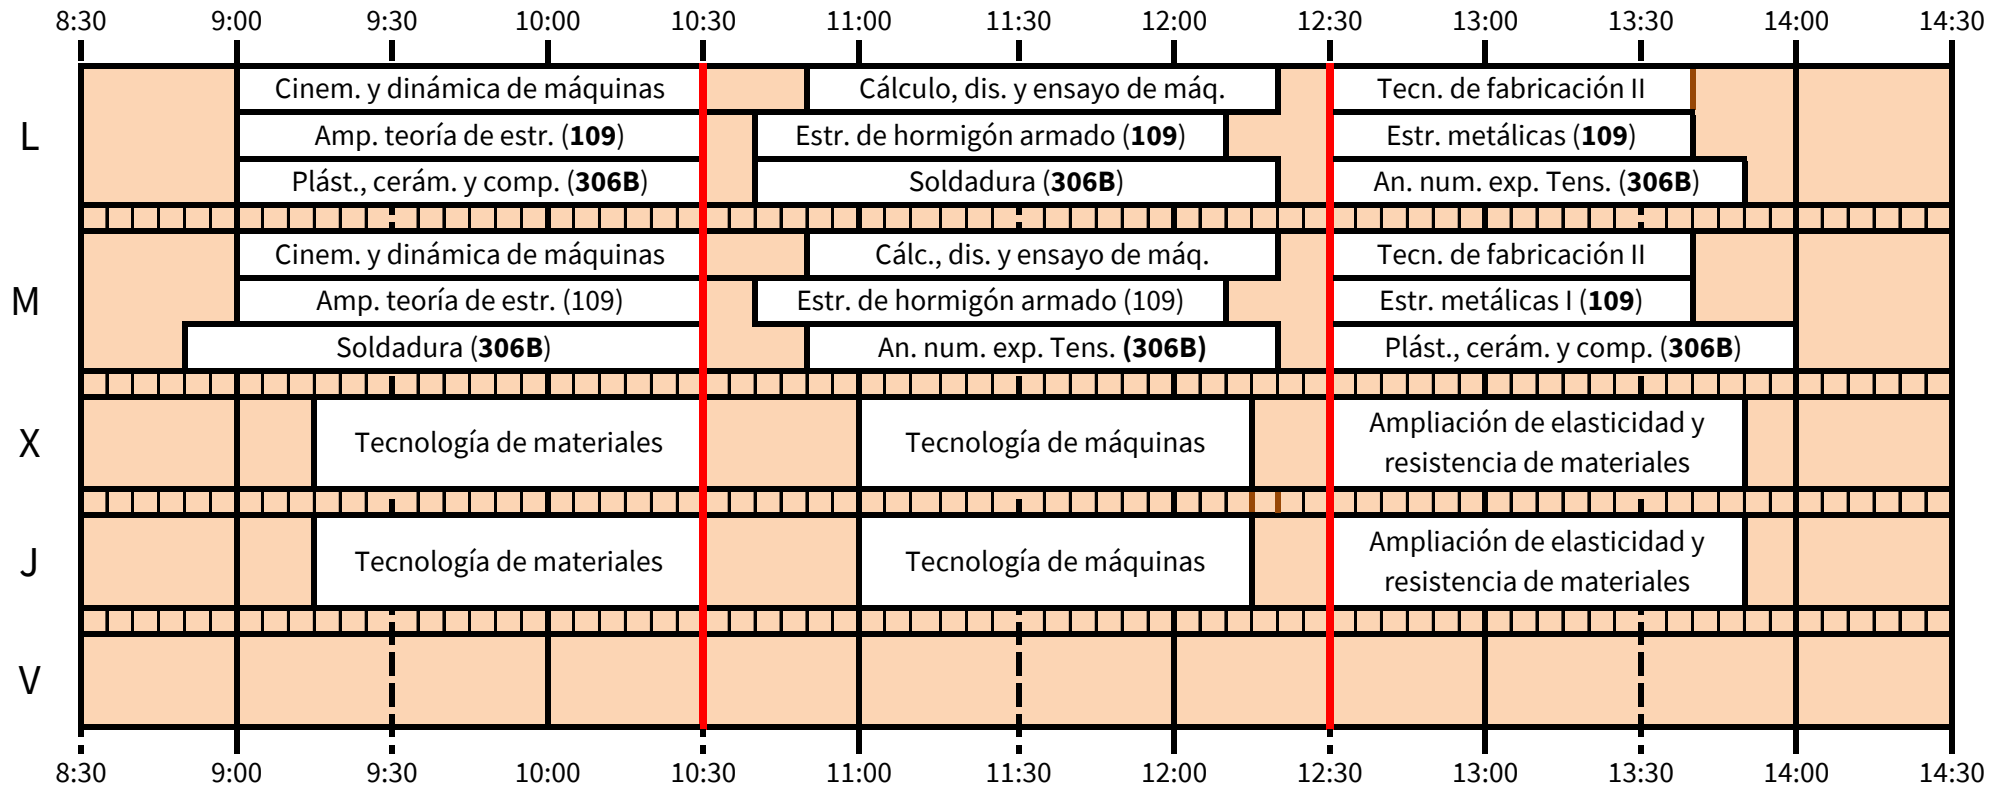 8:30 9:00 9:30 10:00 10:30 11:00 11:30 12:00 12:30 13:00 13:30 14:00 14:30
L
Cinem. y dinámica de máquinas Cálculo, dis. y ensayo de máq. Tecn. de fabricación II
Amp. teoría de estr. (109) Estr. de hormigón armado (109) Estr. metálicas (109)
Plást., cerám. y comp. (306B) Soldadura (306B) An. num. exp. Tens. (306B)
M
Cinem. y dinámica de máquinas Cálc., dis. y ensayo de máq. Tecn. de fabricación II
Amp. teoría de estr. (109) Estr. de hormigón armado (109) Estr. metálicas I (109)
Soldadura (306B) An. num. exp. Tens. (306B) Plást., cerám. y comp. (306B)
X
Tecnología de materiales Tecnología de máquinas Ampliación de elasticidad y
resistencia de materiales
J
Tecnología de materiales Tecnología de máquinas Ampliación de elasticidad y
resistencia de materiales
V
8:30 9:00 9:30 10:00 10:30 11:00 11:30 12:00 12:30 13:00 13:30 14:00 14:30